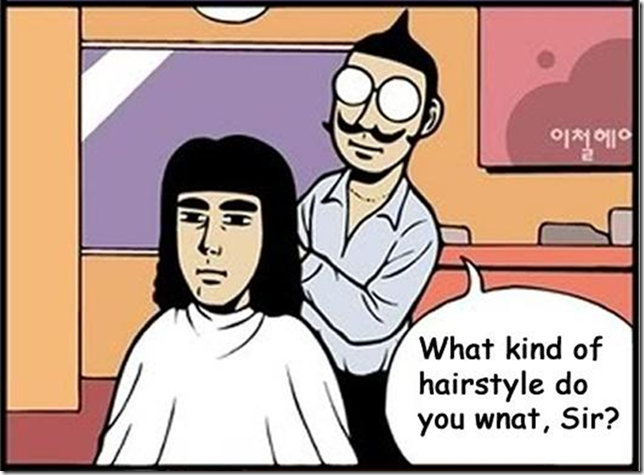 이철헤어
What kind of
hairstyle do
you wnat, Sir?